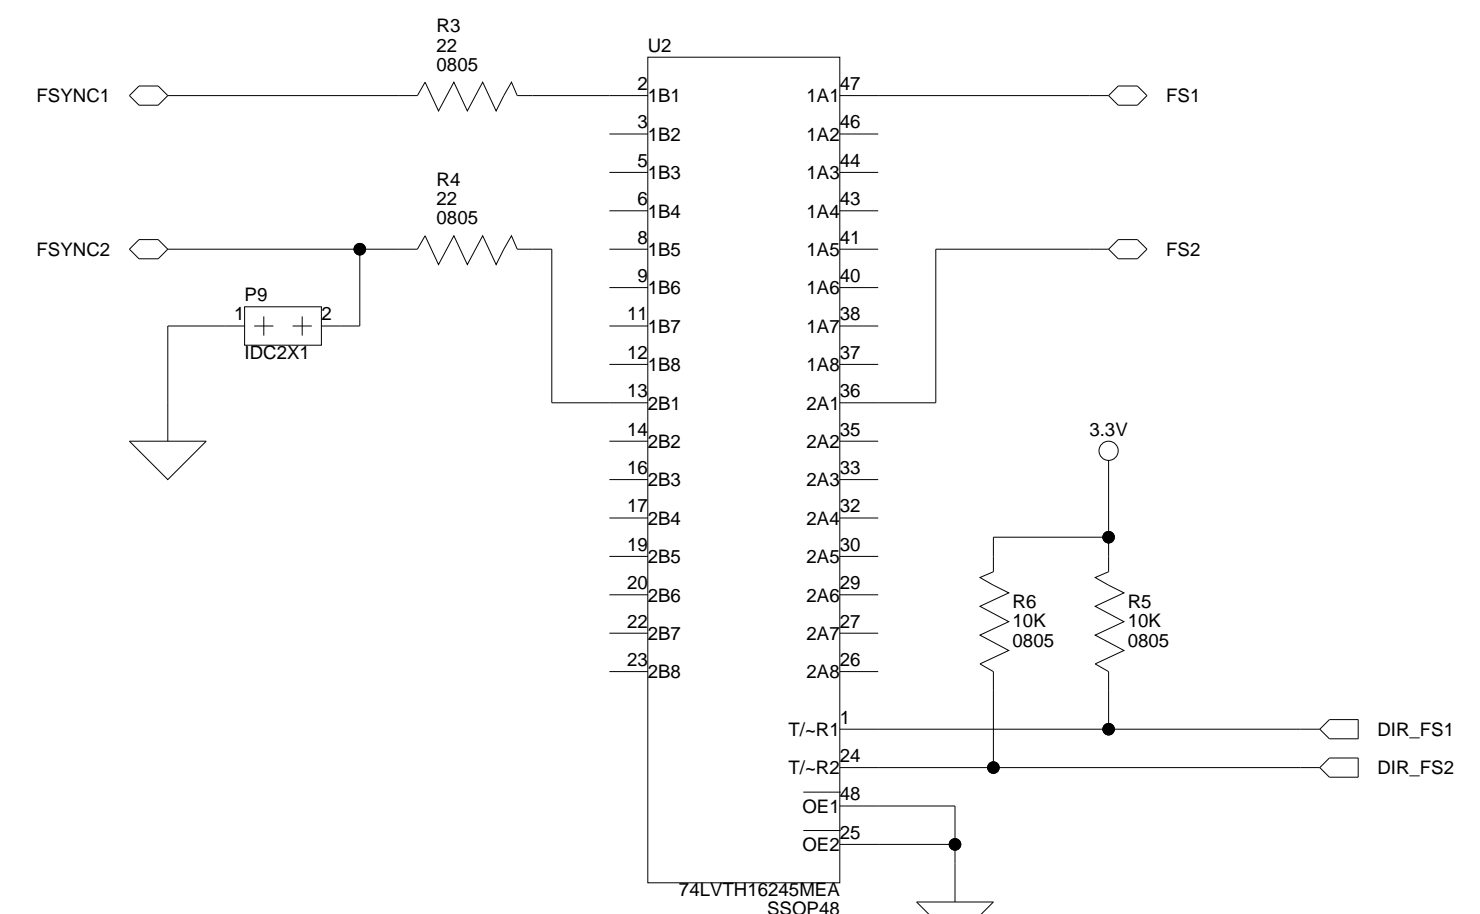 R3
22
0805
U2
FSYNC1
2
1B1
1A1
47
FS1
3
1B2
1A2
46
5
1B3
1A3
44
R4
22
0805
6
1B4
1A4
43
FSYNC2
8
1B5
1A5
41
FS2
9
1B6
1A6
40
P9
1
2
IDC2X1
11
1B7
1A7
38
12
1B8
1A8
37
13
2B1
2A1
36
14
2B2
2A2
35
3.3V
16
2B3
2A3
33
17
2B4
2A4
32
19
2B5
2A5
30
20
2B6
2A6
29
R6
10K
0805
R5
10K
0805
22
2B7
2A7
27
23
2B8
2A8
26
T/~R1
1
DIR_FS1
T/~R2
24
DIR_FS2
OE1
48
OE2
25
74LVTH16245MEA
SSOP48